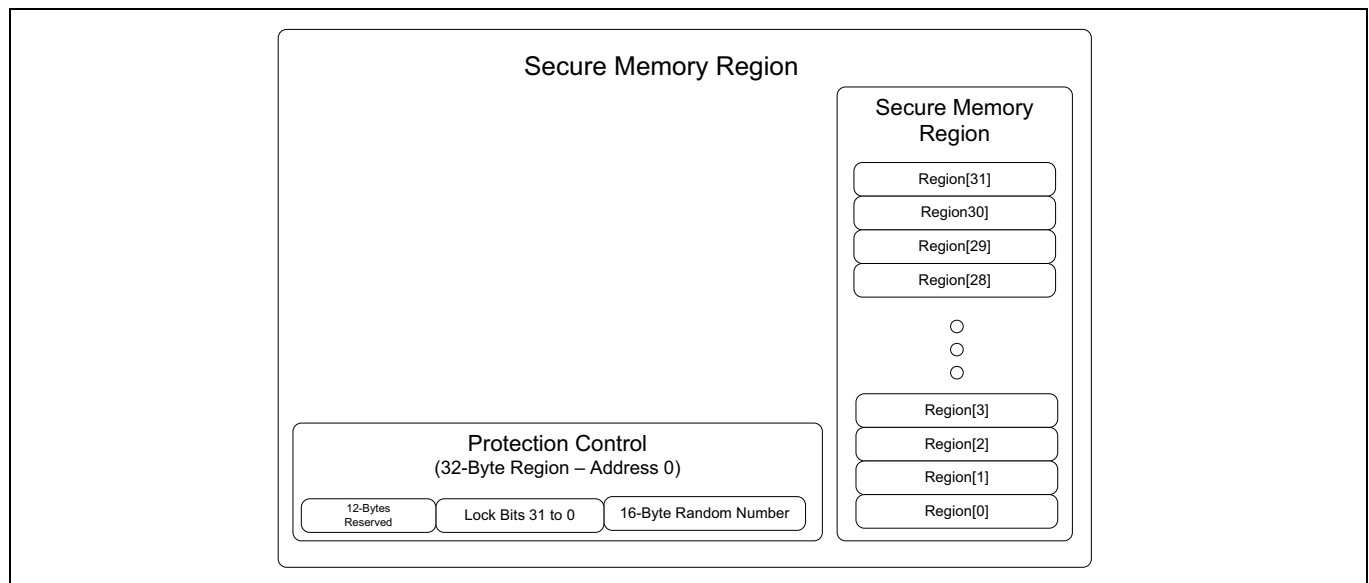 Secure Memory Region
Secure Memory
Region
Region[31]
Region30]
Region[29]
Region[28]
Region[3]
Region[2]
Region[1]
Region[0]
Protection Control
(32-Byte Region – Address 0)
12-Bytes
Reserved
Lock Bits 31 to 0
16-Byte Random Number